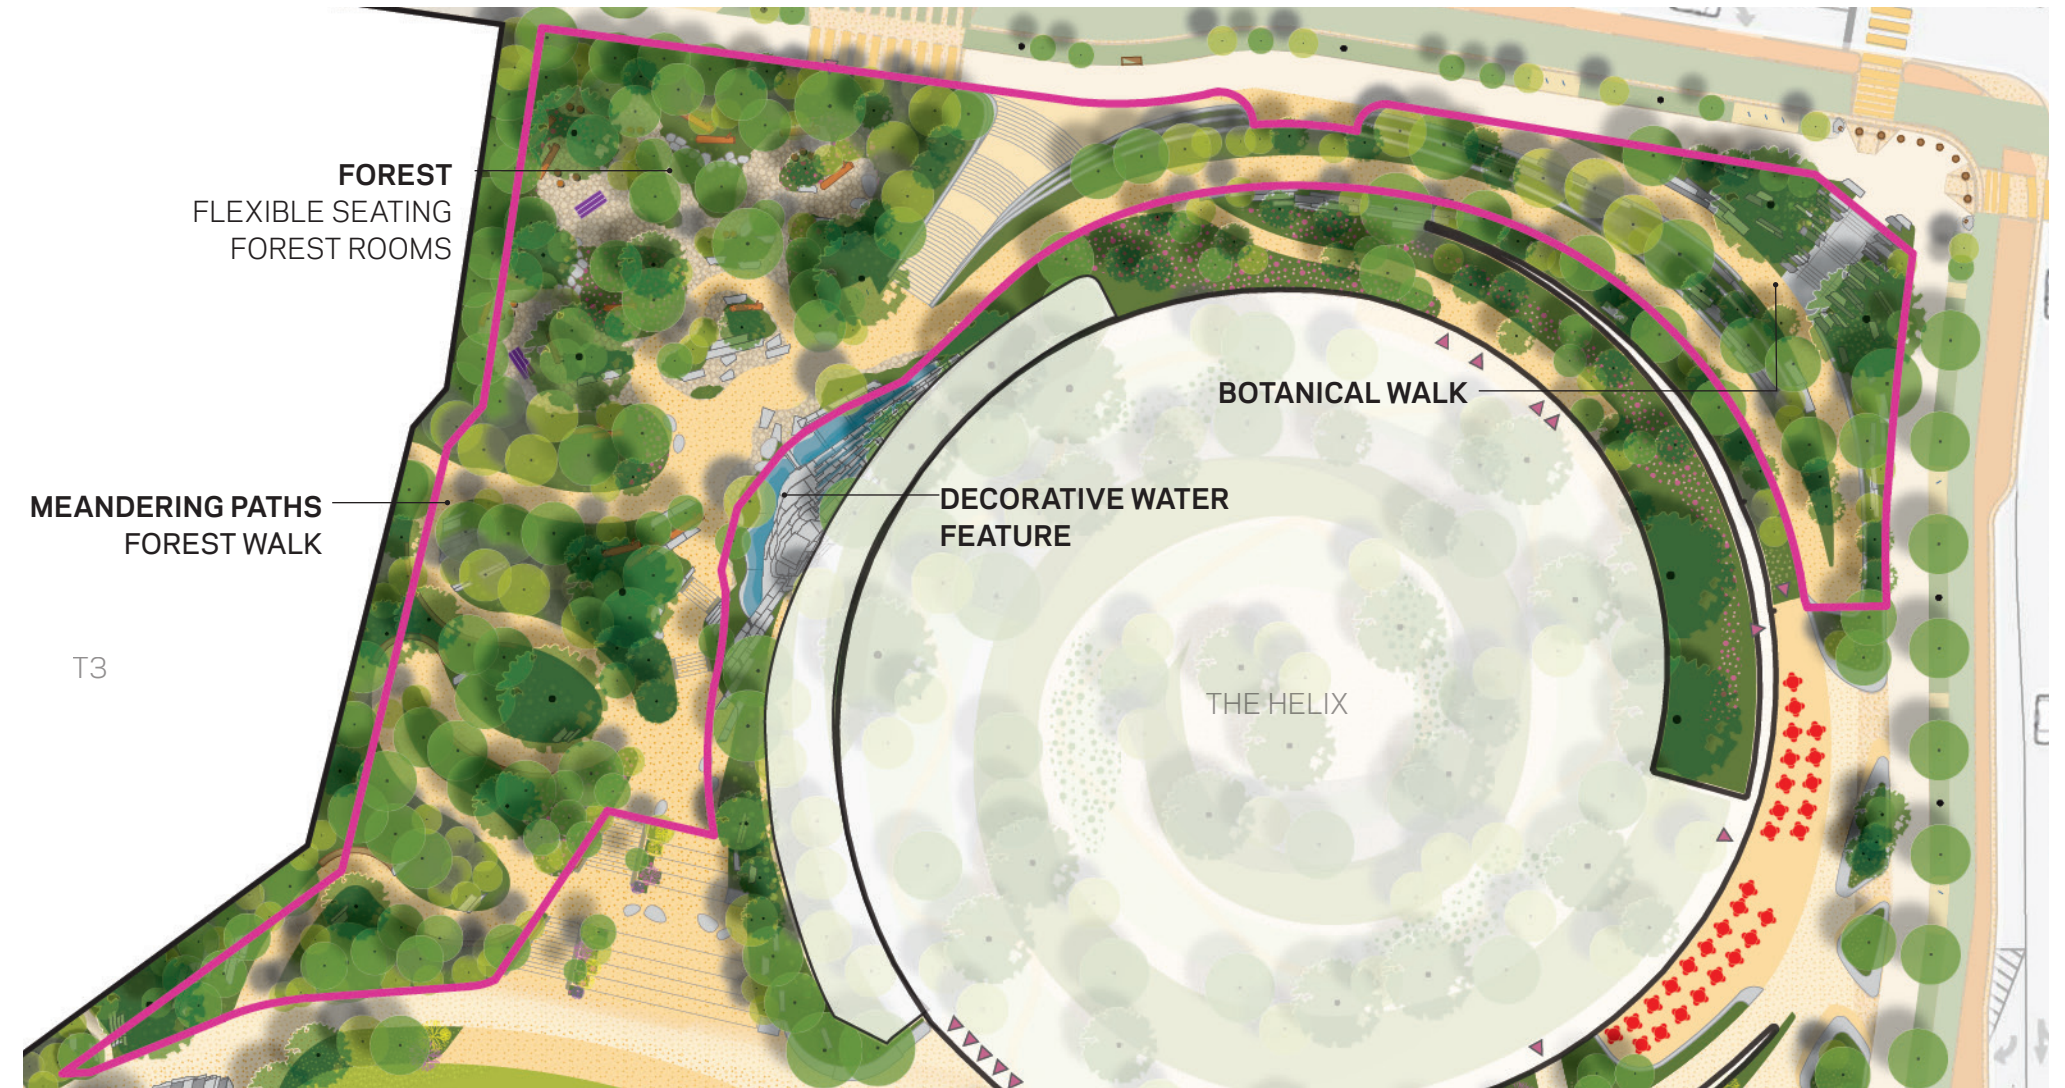 FOREST
FLEXIBLE SEATING
FOREST ROOMS
BOTANICAL WALK
MEANDERING PATHS
FOREST WALK
DECORATIVE WATER
FEATURE
T3
THE HELIX